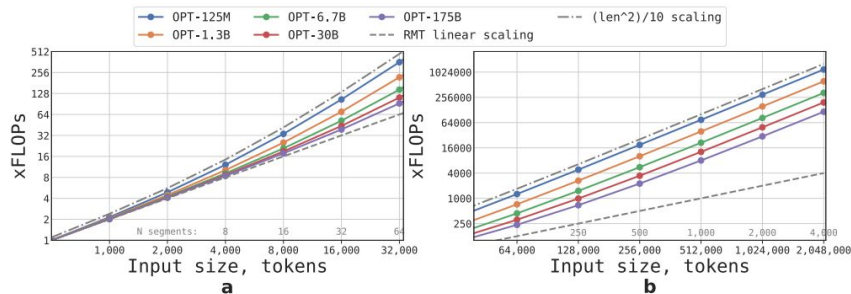 OPT-125M OPT-6.7B OPT-175B (len^2)/10 scaling
OPT-1.3B OPT-30B RMT linear scaling
512
256
128
64
32
16
8
4
2
1
xFLOPs
N segments: 8 16 32 64
1,000 2,000 4,000 8,000 16,000 32,000
Input size, tokens
a
1024000
256000
64000
16000
4000
1000
250
xFLOPs
250 500 1,000 2,000 4,000
64,000 128,000 256,000 512,000 1,024,000 2,048,000
Input size, tokens
b